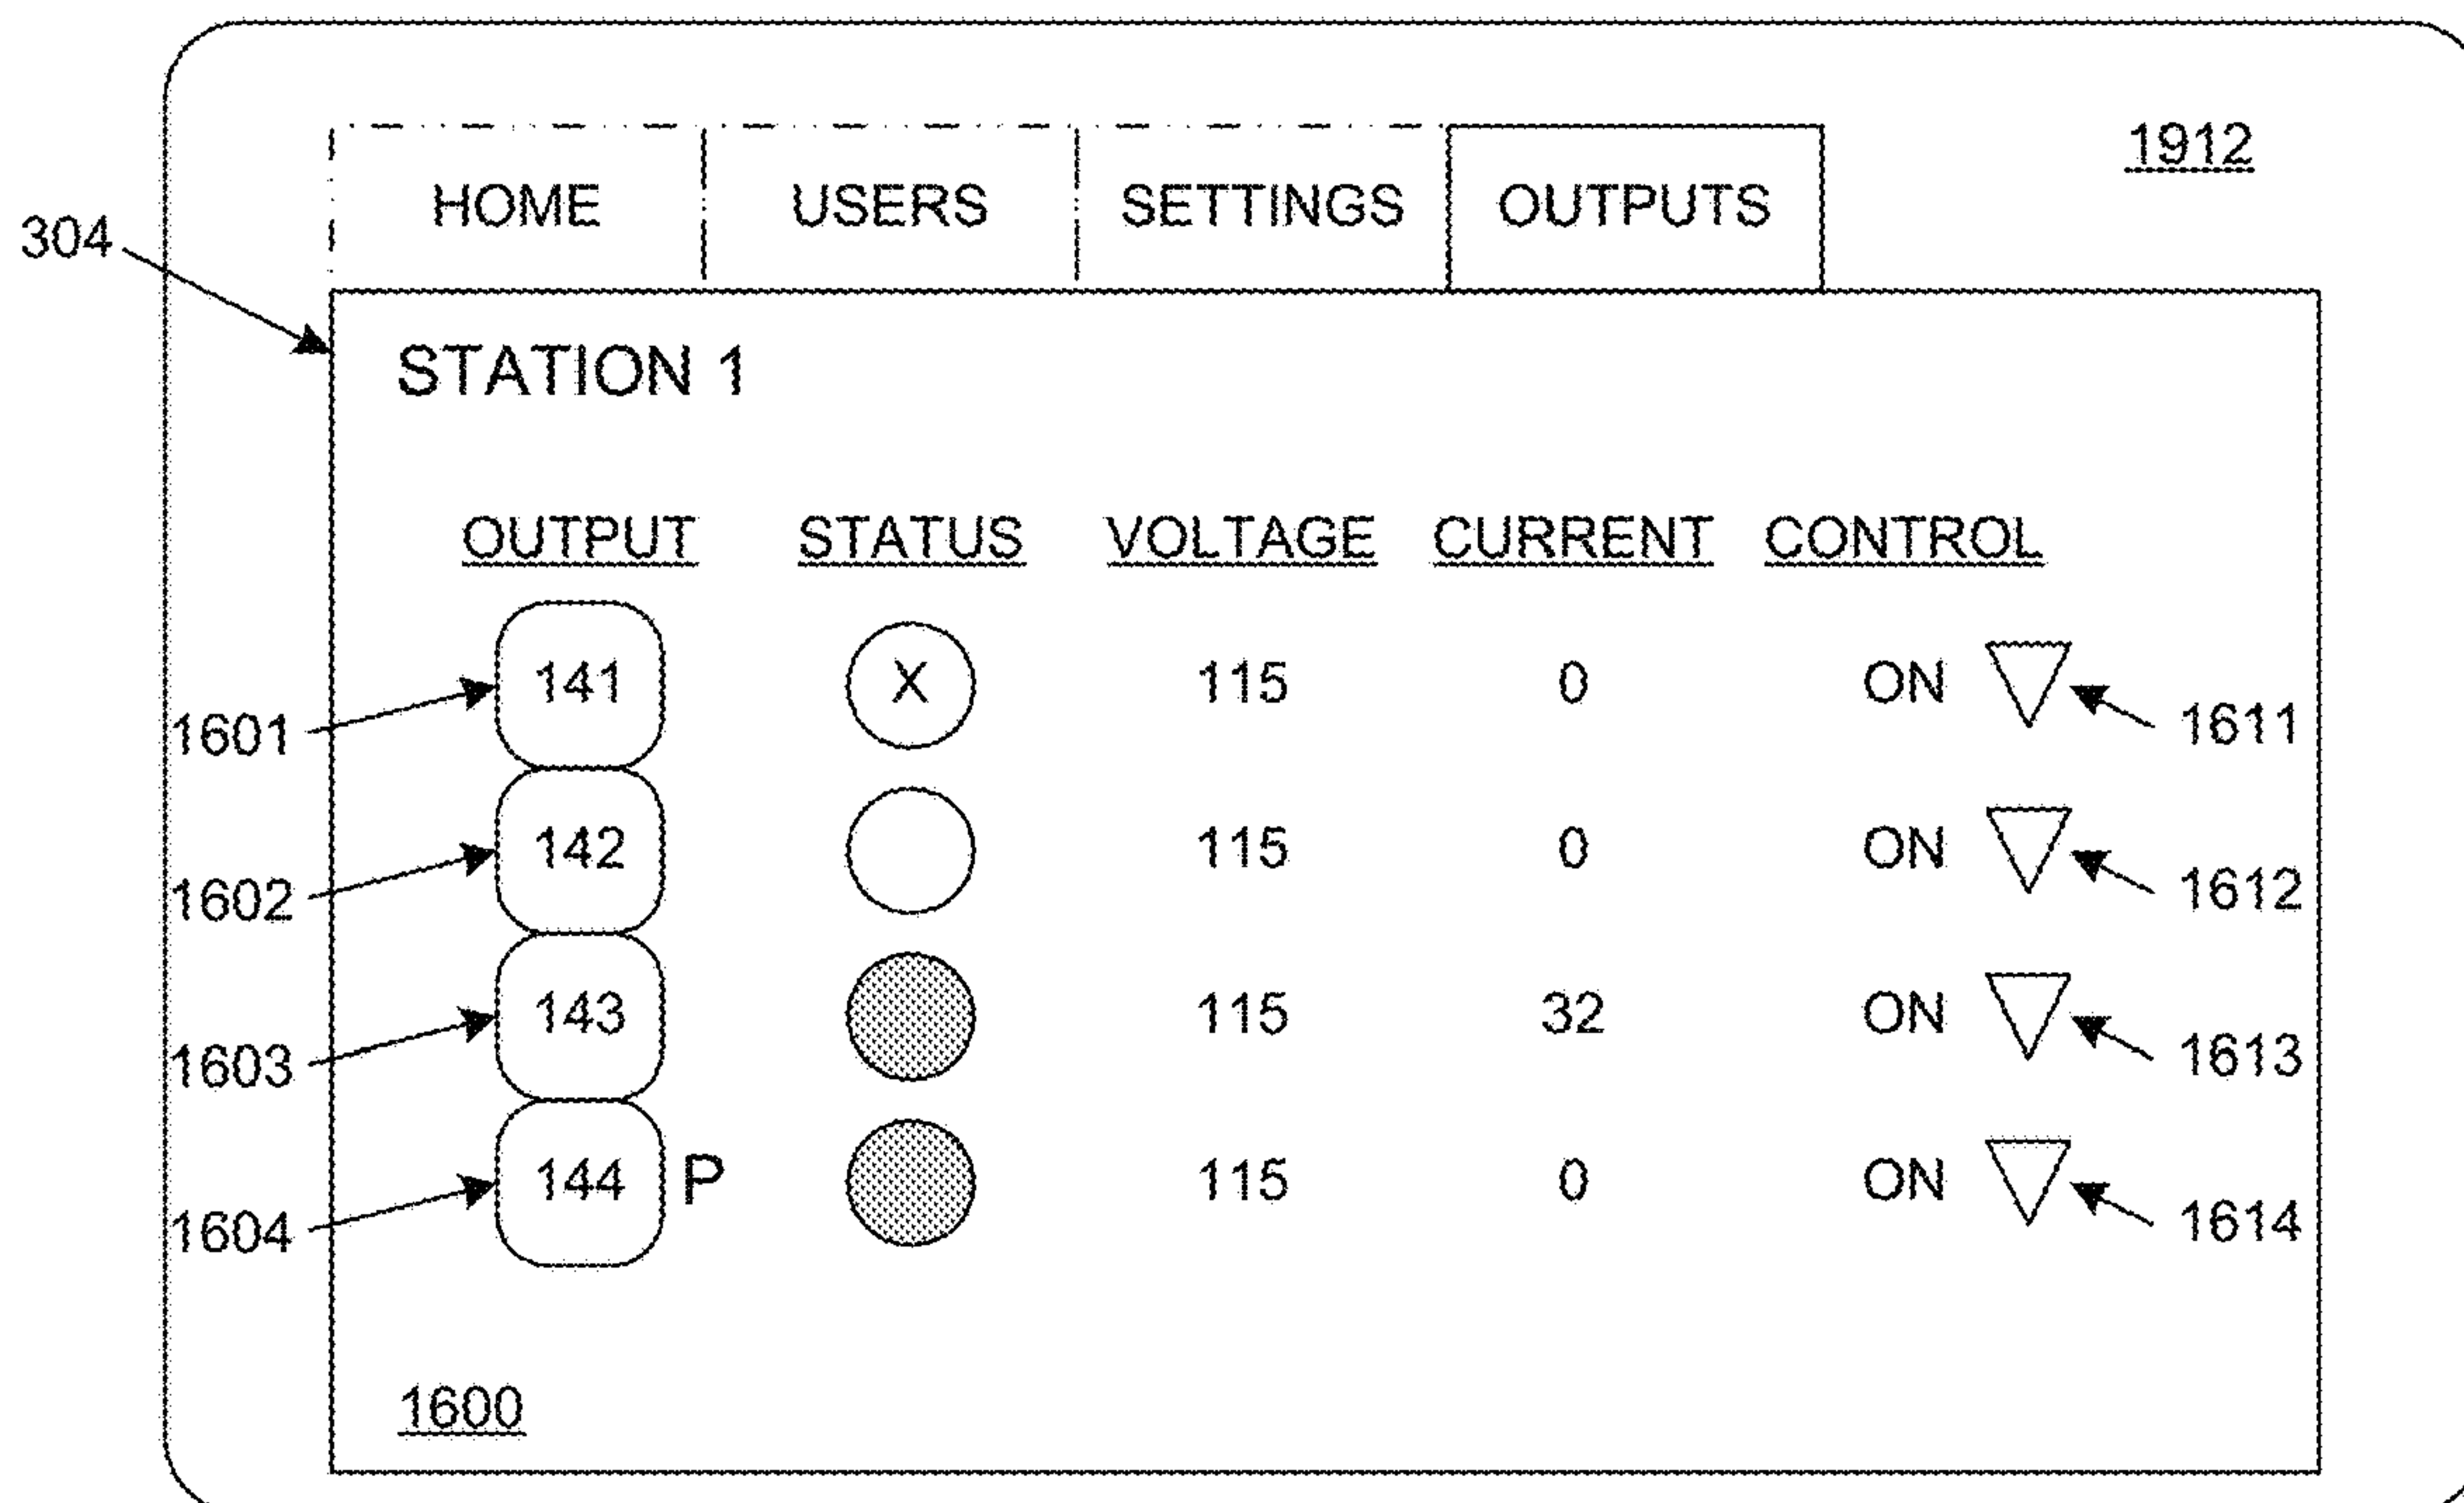 1912
HOME USERS SETTINGS OUTPUTS
304
STATION 1
OUTPUT STATUS VOLTAGE CURRENT CONTROL
141 X 115 0 ON
1601 1611
142 115 0 ON
1602 1612
143 115 32 ON
1603 1613
144 P 115 0 ON
1604 1614
1600